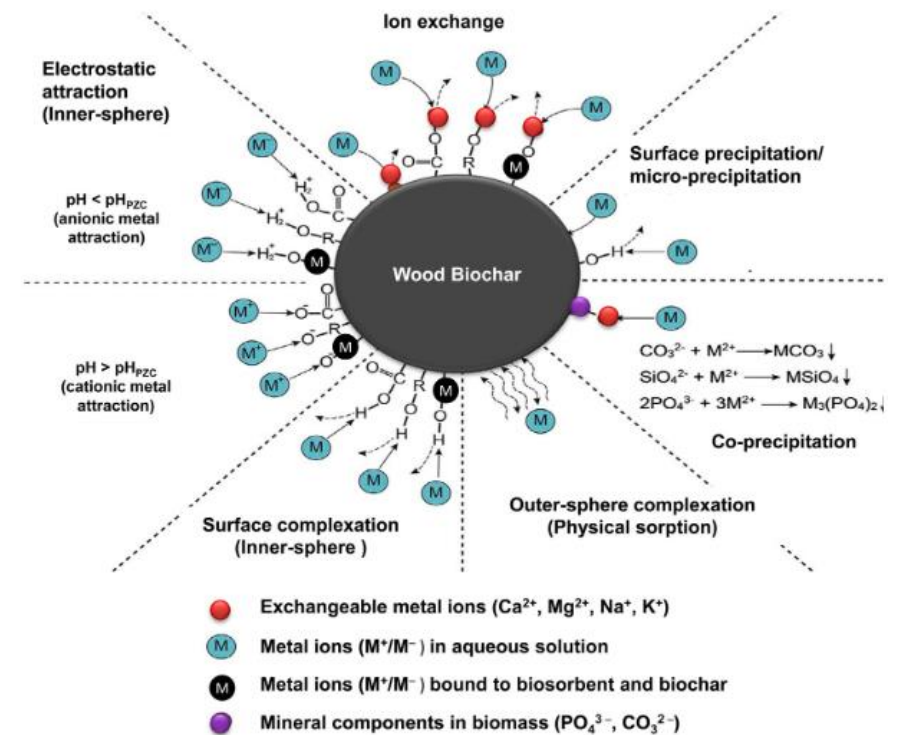 Ion exchange
Electrostatic
attraction
(Inner-sphere)
M
M
M
M
M⁻
M⁻
M⁻
pH < pHPZC
(anionic metal
attraction)
O=C
O
R
O
O
M
H₂⁺
O
C
O
H₂⁺
O-R
H₂⁺
O
M
Surface precipitation/
micro-precipitation
M
O-H
M
Wood Biochar
M⁺
M⁺
M⁺
O⁻
C
O
O⁻
R
O⁻
M
pH > pHPZC
(cationic metal
attraction)
M
CO₃²⁻ + M²⁺ → MCO₃↓
SiO₄²⁻ + M²⁺ → MSiO₄↓
2PO₄³⁻ + 3M²⁺ → M₃(PO₄)₂↓
Co-precipitation
O
C
O
H
R
O
H
M
O
H
M
M
M
M
Surface complexation
(Inner-sphere )
Outer-sphere complexation
(Physical sorption)
Exchangeable metal ions (Ca²⁺, Mg²⁺, Na⁺, K⁺)
M Metal ions (M⁺/M⁻ ) in aqueous solution
M Metal ions (M⁺/M⁻ ) bound to biosorbent and biochar
Mineral components in biomass (PO₄³⁻, CO₃²⁻)